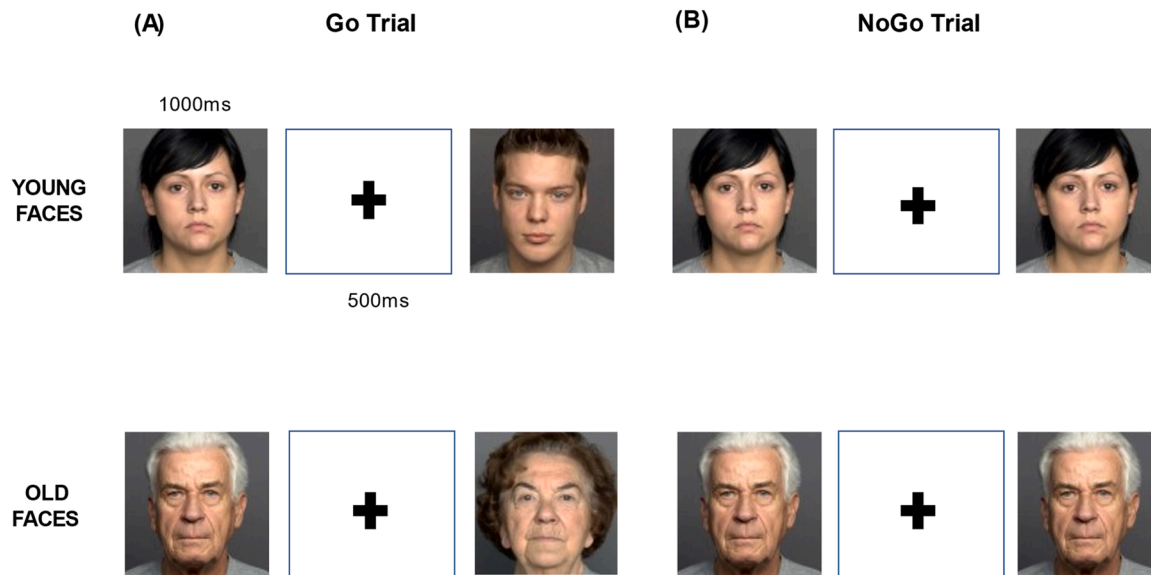 (A)
Go Trial
(B)
NoGo Trial
1000ms
YOUNG
FACES
500ms
OLD
FACES